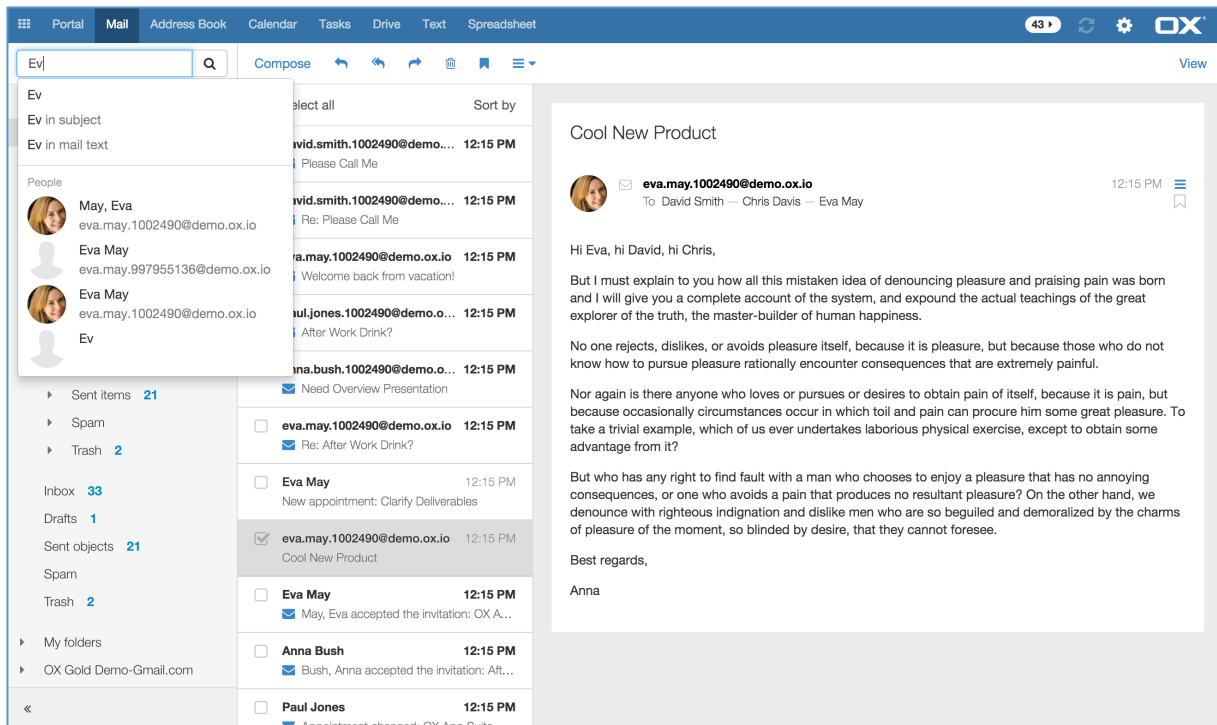 Portal Mail Address Book Calendar Tasks Drive Text Spreadsheet 43 OX
Ev
Compose
View
Ev
Ev in subject
Ev in mail text
People
May, Eva
eva.may.1002490@demo.ox.io
Eva May
eva.may.997955136@demo.ox.io
Eva May
eva.may.1002490@demo.ox.io
Ev
Sent items 21
Spam
Trash 2
Inbox 33
Drafts 1
Sent objects 21
Spam
Trash 2
My folders
OX Gold Demo-Gmail.com
«
elect all Sort by
avid.smith.1002490@demo.... 12:15 PM
Please Call Me
avid.smith.1002490@demo.... 12:15 PM
Re: Please Call Me
va.may.1002490@demo.ox.io 12:15 PM
Welcome back from vacation!
aul.jones.1002490@demo.o... 12:15 PM
After Work Drink?
nna.bush.1002490@demo.o... 12:15 PM
Need Overview Presentation
eva.may.1002490@demo.ox.io 12:15 PM
Re: After Work Drink?
Eva May 12:15 PM
New appointment: Clarify Deliverables
eva.may.1002490@demo.ox.io 12:15 PM
Cool New Product
Eva May 12:15 PM
May, Eva accepted the invitation: OX A...
Anna Bush 12:15 PM
Bush, Anna accepted the invitation: Aft...
Paul Jones 12:15 PM
Appointment changed: OX App Suite
Cool New Product
eva.may.1002490@demo.ox.io 12:15 PM
To David Smith — Chris Davis — Eva May
Hi Eva, hi David, hi Chris,
But I must explain to you how all this mistaken idea of denouncing pleasure and praising pain was born
and I will give you a complete account of the system, and expound the actual teachings of the great
explorer of the truth, the master-builder of human happiness.
No one rejects, dislikes, or avoids pleasure itself, because it is pleasure, but because those who do not
know how to pursue pleasure rationally encounter consequences that are extremely painful.
Nor again is there anyone who loves or pursues or desires to obtain pain of itself, because it is pain, but
because occasionally circumstances occur in which toil and pain can procure him some great pleasure. To
take a trivial example, which of us ever undertakes laborious physical exercise, except to obtain some
advantage from it?
But who has any right to find fault with a man who chooses to enjoy a pleasure that has no annoying
consequences, or one who avoids a pain that produces no resultant pleasure? On the other hand, we
denounce with righteous indignation and dislike men who are so beguiled and demoralized by the charms
of pleasure of the moment, so blinded by desire, that they cannot foresee.
Best regards,
Anna